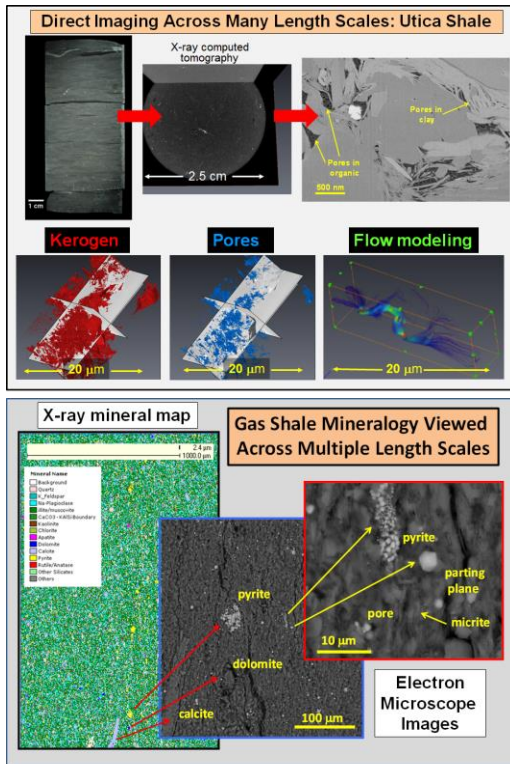 Direct Imaging Across Many Length Scales: Utica Shale
X-ray computed
tomography
1 cm
2.5 cm
Pores in
clay
Pores in
organic
500 nm
Kerogen
Pores
Flow modeling
20 μm
20 μm
20 μm
X-ray mineral map
Gas Shale Mineralogy Viewed
Across Multiple Length Scales
2.4 μm
1000.0 μm
Mineral Name
Background
Quartz
K_feldspar
Na-Plagioclase
Illite/muscovite
Kaolinite
Chlorite
Apatite
Dolomite
Calcite
Pyrite
Rutile/Anatase
Other Silicates
Others
pyrite
dolomite
calcite
100 μm
pyrite
parting
plane
pore
micrite
10 μm
Electron
Microscope
Images